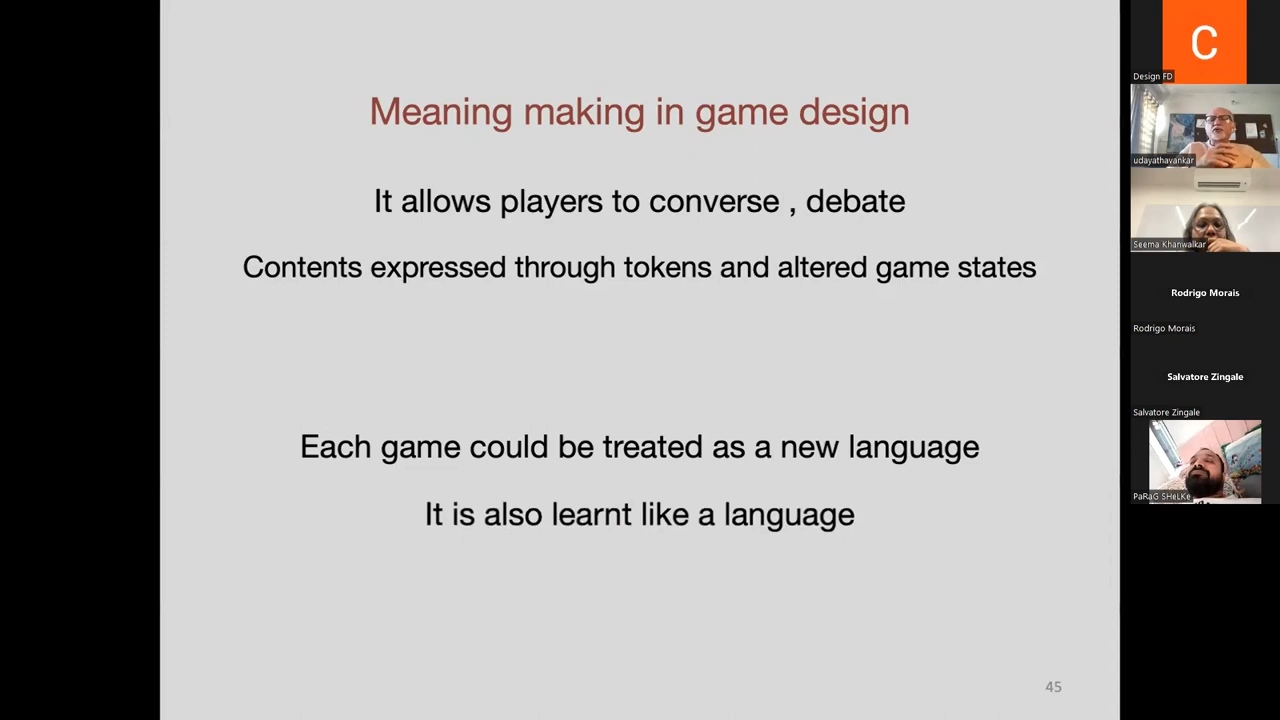 Meaning making in game design
It allows players to converse , debate
Contents expressed through tokens and altered game states
Each game could be treated as a new language
It is also learnt like a language
45
C
Design FD
udayathavankar
Seema Khanwalkar
Rodrigo Morais
Rodrigo Morais
Salvatore Zingale
Salvatore Zingale
PaRaG SHeLKe